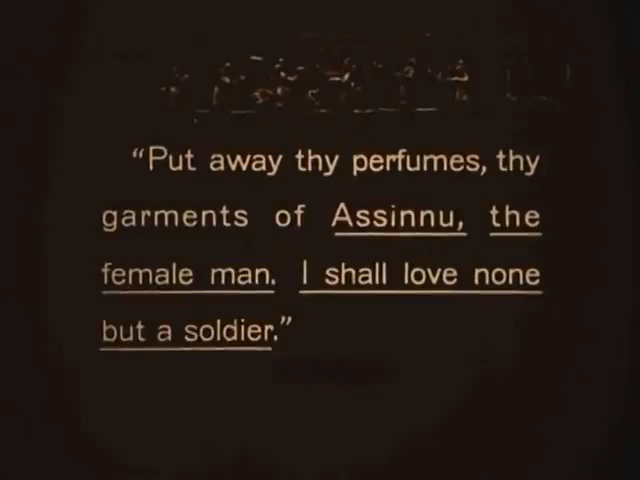 “Put away thy perfumes, thy
garments of Assinnu, the
female man. I shall love none
but a soldier.”